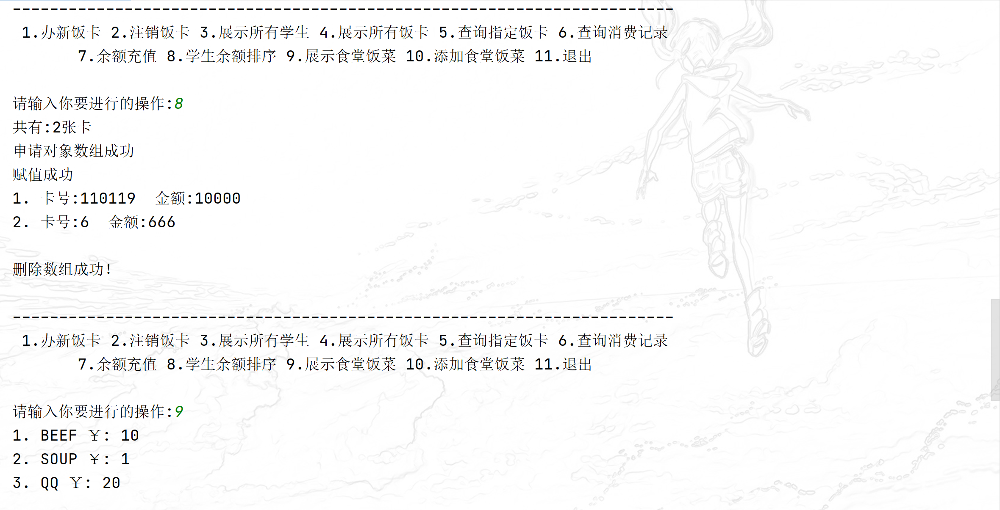 -----------------------------------------------------------------------
1.办新饭卡 2.注销饭卡 3.展示所有学生 4.展示所有饭卡 5.查询指定饭卡 6.查询消费记录
7.余额充值 8.学生余额排序 9.展示食堂饭菜 10.添加食堂饭菜 11.退出
请输入你要进行的操作:8
共有:2张卡
申请对象数组成功
赋值成功
1. 卡号:110119  金额:10000
2. 卡号:6  金额:666
删除数组成功!
-----------------------------------------------------------------------
1.办新饭卡 2.注销饭卡 3.展示所有学生 4.展示所有饭卡 5.查询指定饭卡 6.查询消费记录
7.余额充值 8.学生余额排序 9.展示食堂饭菜 10.添加食堂饭菜 11.退出
请输入你要进行的操作:9
1. BEEF ￥: 10
2. SOUP ￥: 1
3. QQ ￥: 20